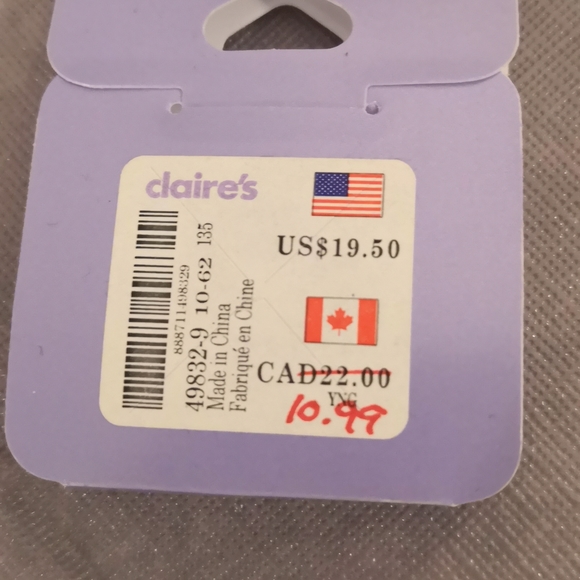 claire's
US$19.50
CAD22.00
YNG
10.99
888711498329
49832-9 10-62 135
Made in China
Fabriqué en Chine